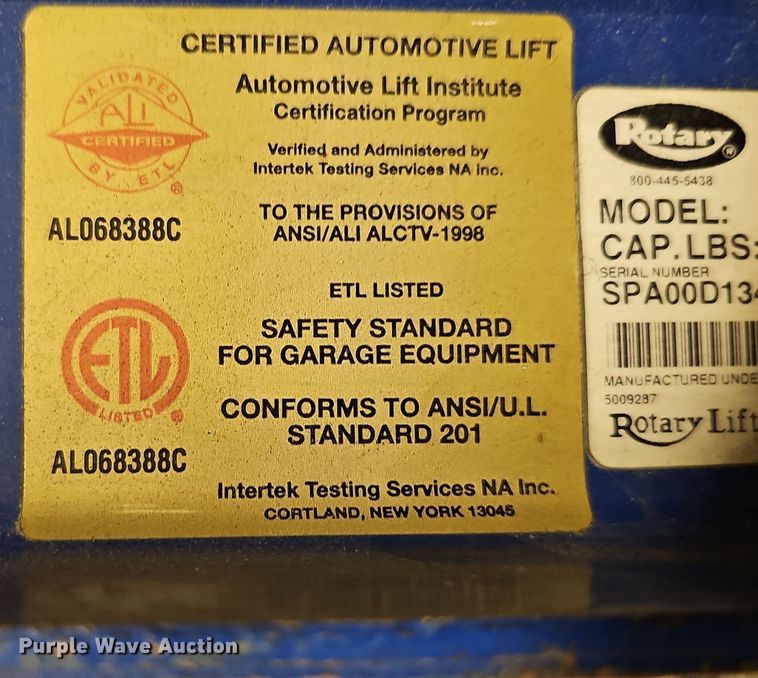 CERTIFIED AUTOMOTIVE LIFT
Automotive Lift Institute
Certification Program
Verified and Administered by
Intertek Testing Services NA Inc.
VALIDATED
ALI
CERTIFIED
BY ETL
®
AL068388C
TO THE PROVISIONS OF
ANSI/ALI ALCTV-1998
ETL LISTED
SAFETY STANDARD
FOR GARAGE EQUIPMENT
ETL
LISTED
®
CONFORMS TO ANSI/U.L.
STANDARD 201
AL068388C
Intertek Testing Services NA Inc.
CORTLAND, NEW YORK 13045
Rotary
®
800-445-5438
MODEL:
CAP. LBS:
SERIAL NUMBER
SPA00D134
MANUFACTURED UNDE
5009287
Rotary Lift
Purple Wave Auction